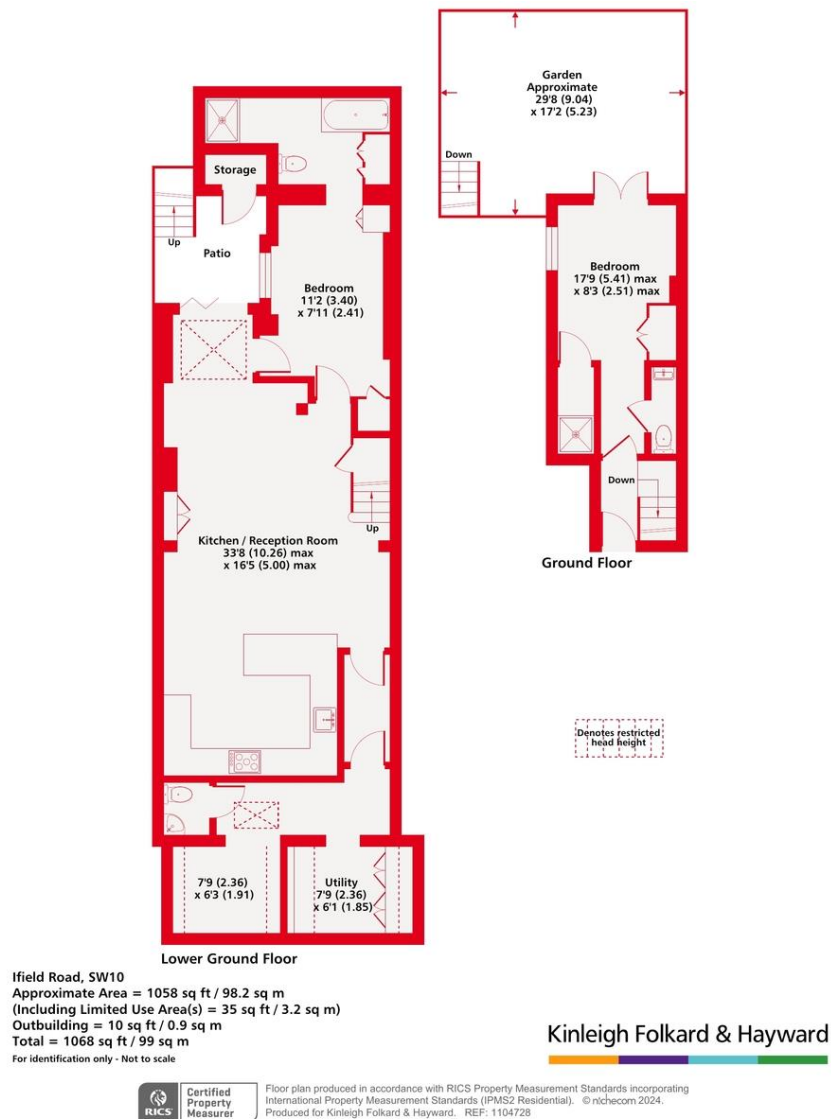 Garden
Approximate
29'8 (9.04)
x 17'2 (5.23)
Down
Storage
Up
Patio
Bedroom
11'2 (3.40)
x 7'11 (2.41)
Bedroom
17'9 (5.41) max
x 8'3 (2.51) max
Down
Up
Kitchen / Reception Room
33'8 (10.26) max
x 16'5 (5.00) max
Ground Floor
Denotes restricted
head height
7'9 (2.36)
x 6'3 (1.91)
Utility
7'9 (2.36)
x 6'1 (1.85)
Lower Ground Floor
Ifield Road, SW10
Approximate Area = 1058 sq ft / 98.2 sq m
(Including Limited Use Area(s) = 35 sq ft / 3.2 sq m)
Outbuilding = 10 sq ft / 0.9 sq m
Total = 1068 sq ft / 99 sq m
For identification only - Not to scale
Kinleigh Folkard & Hayward
RICS
Certified
Property
Measurer
Floor plan produced in accordance with RICS Property Measurement Standards incorporating
International Property Measurement Standards (IPMS2 Residential). © nichecom 2024.
Produced for Kinleigh Folkard & Hayward. REF: 1104728